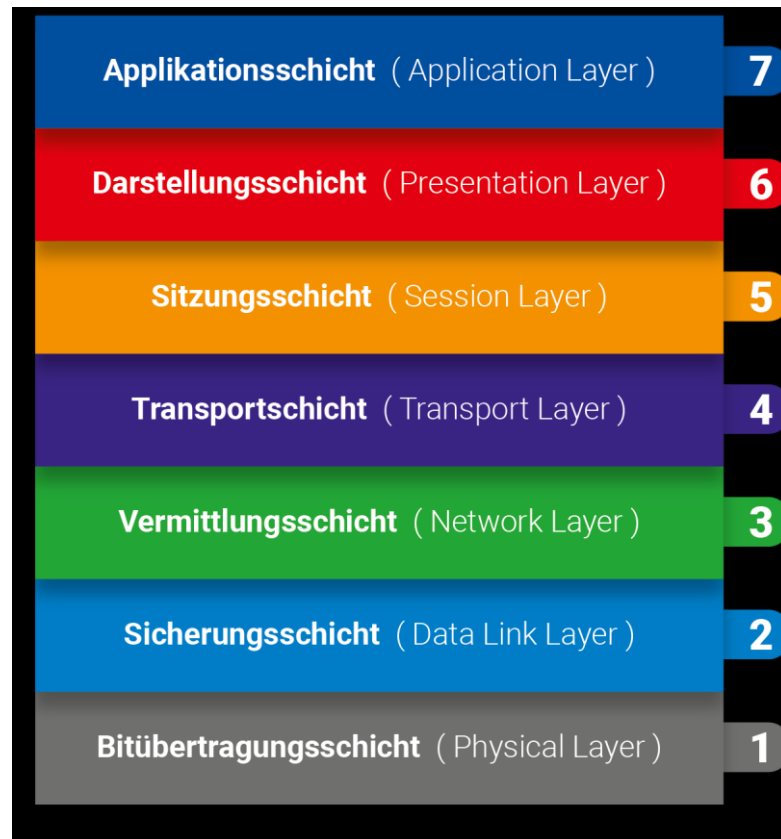 Applikationsschicht ( Application Layer ) 7
Darstellungsschicht ( Presentation Layer ) 6
Sitzungsschicht ( Session Layer ) 5
Transportschicht ( Transport Layer ) 4
Vermittlungsschicht ( Network Layer ) 3
Sicherungsschicht ( Data Link Layer ) 2
Bitübertragungsschicht ( Physical Layer ) 1